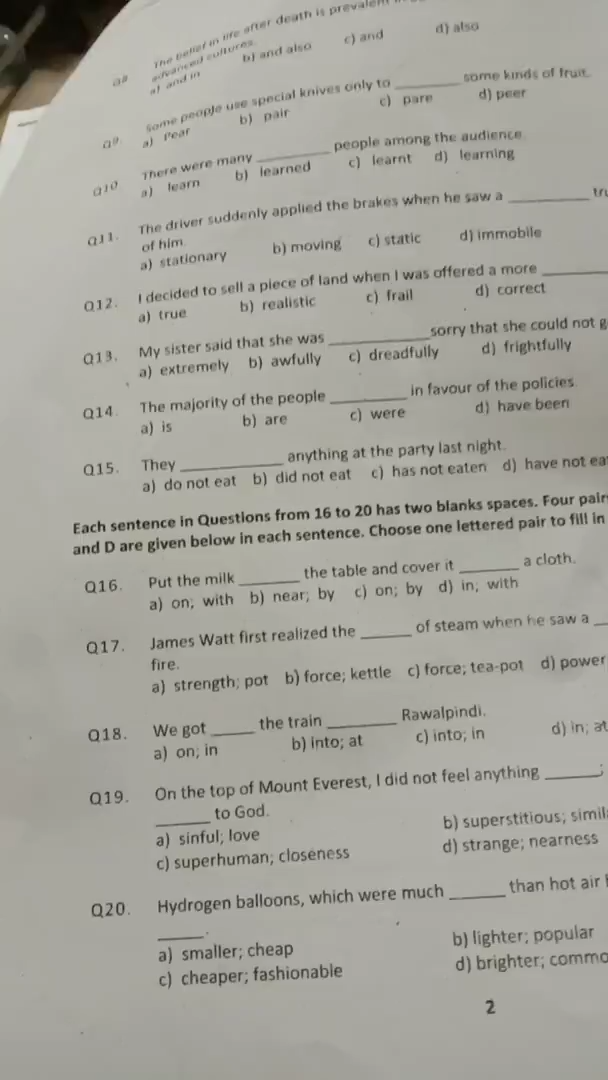 Q8 The belief in life after death is prevalent
advanced cultures.
a) and in b) and also c) and d) also
Q9. some people use special knives only to ______ some kinds of fruit.
a) Pear b) pair c) pare d) peer
Q10 There were many ______ people among the audience.
a) learn b) learned c) learnt d) learning
Q11. The driver suddenly applied the brakes when he saw a ______
of him.
a) stationary b) moving c) static d) immobile
Q12. I decided to sell a piece of land when I was offered a more ______
a) true b) realistic c) frail d) correct
Q13. My sister said that she was ______ sorry that she could not
a) extremely b) awfully c) dreadfully d) frightfully
Q14. The majority of the people ______ in favour of the policies
a) is b) are c) were d) have been
Q15. They ______ anything at the party last night.
a) do not eat b) did not eat c) has not eaten d) have not
Each sentence in Questions from 16 to 20 has two blanks spaces. Four
and D are given below in each sentence. Choose one lettered pair to fill in
Q16. Put the milk ______ the table and cover it ______ a cloth.
a) on; with b) near; by c) on; by d) in; with
Q17. James Watt first realized the ______ of steam when he saw a __
fire.
a) strength; pot b) force; kettle c) force; tea-pot d) power
Q18. We got ____ the train ______ Rawalpindi.
a) on; in b) into; at c) into; in d) in; at
Q19. On the top of Mount Everest, I did not feel anything ______;
______ to God.
a) sinful; love b) superstitious;
c) superhuman; closeness d) strange; nearness
Q20. Hydrogen balloons, which were much ______ than hot air
______.
a) smaller; cheap b) lighter; popular
c) cheaper; fashionable d) brighter;
2